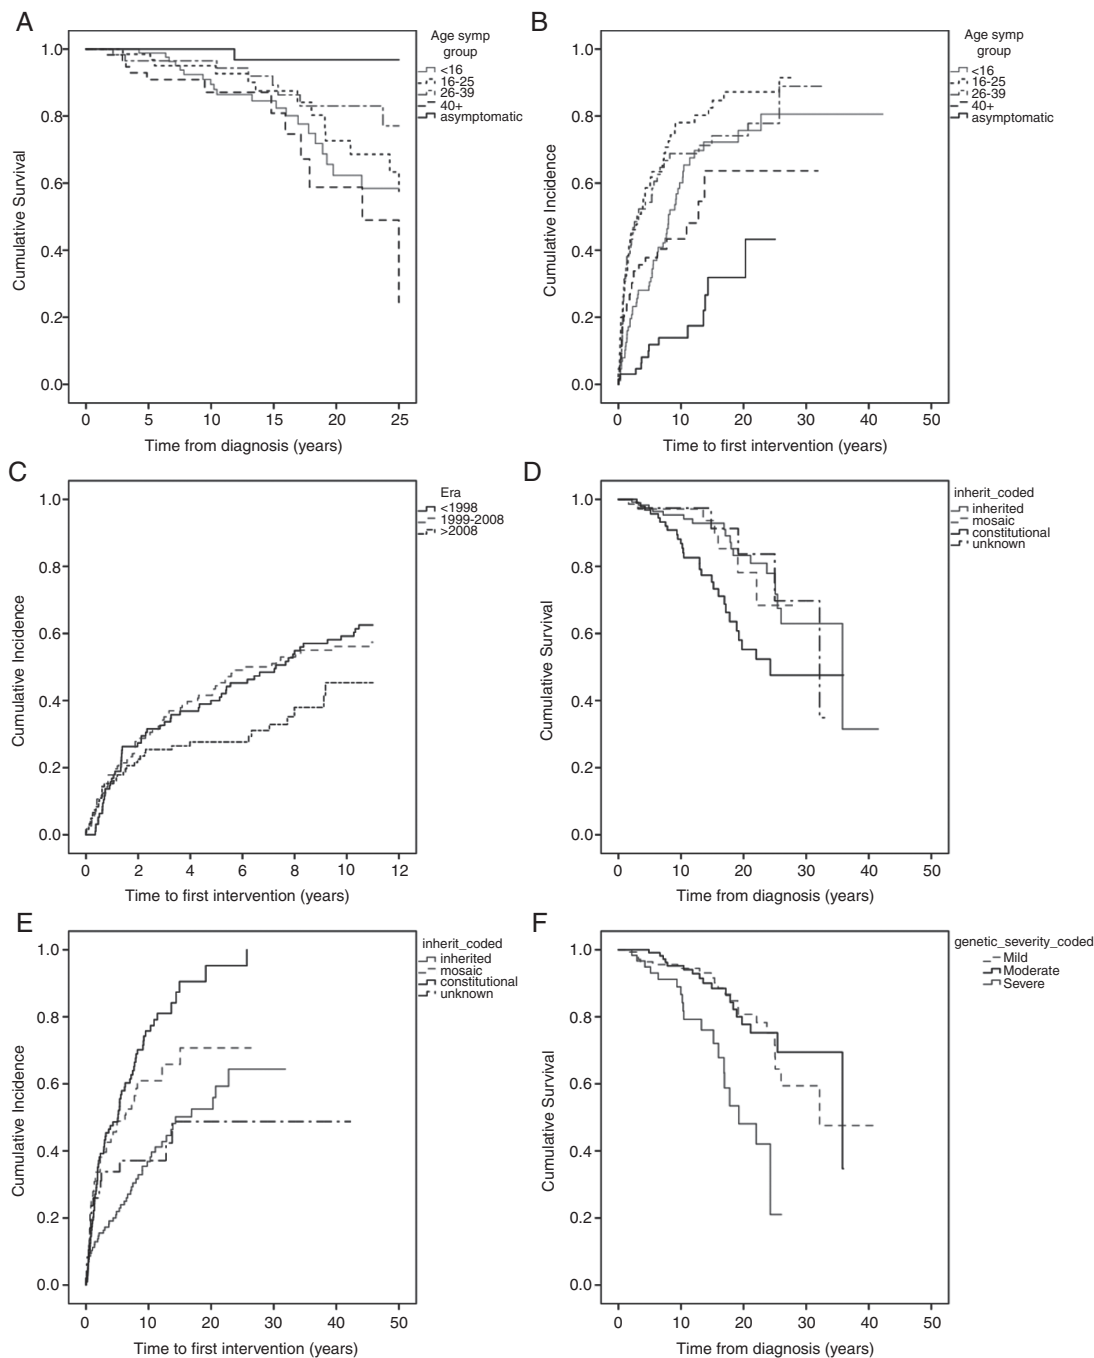 A
Age symp
group
<16
16-25
26-39
40+
asymptomatic
1.0
0.8
0.6
0.4
0.2
0.0
Cumulative Survival
0 5 10 15 20 25
Time from diagnosis (years)
B
Age symp
group
<16
16-25
26-39
40+
asymptomatic
1.0
0.8
0.6
0.4
0.2
0.0
Cumulative Incidence
0 10 20 30 40 50
Time to first intervention (years)
C
Era
<1998
1999-2008
>2008
1.0
0.8
0.6
0.4
0.2
0.0
Cumulative Incidence
0 2 4 6 8 10 12
Time to first intervention (years)
D
inherit_coded
inherited
mosaic
constitutional
unknown
1.0
0.8
0.6
0.4
0.2
0.0
Cumulative Survival
0 10 20 30 40 50
Time from diagnosis (years)
E
inherit_coded
inherited
mosaic
constitutional
unknown
1.0
0.8
0.6
0.4
0.2
0.0
Cumulative Incidence
0 10 20 30 40 50
Time to first intervention (years)
F
genetic_severity_coded
Mild
Moderate
Severe
1.0
0.8
0.6
0.4
0.2
0.0
Cumulative Survival
0 10 20 30 40 50
Time from diagnosis (years)